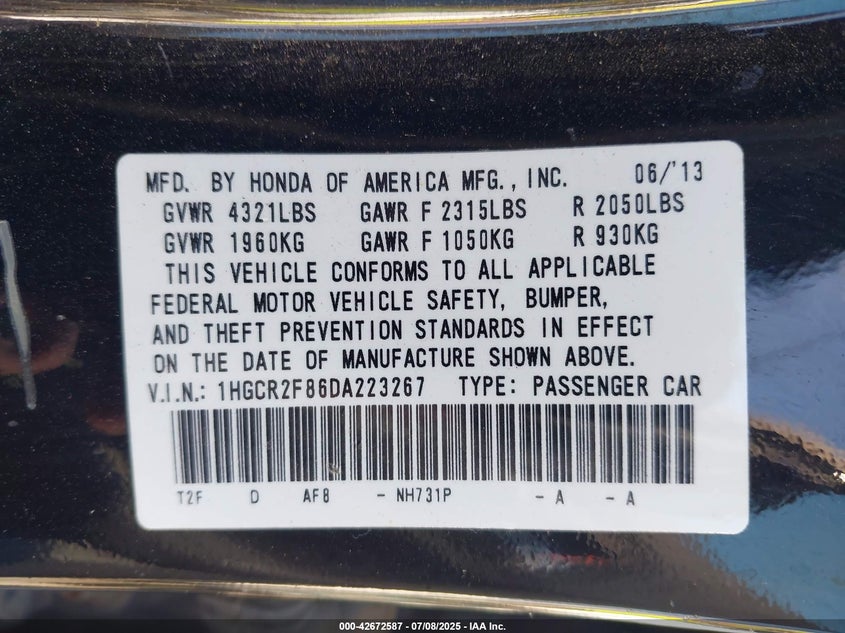 MFD. BY HONDA OF AMERICA MFG., INC. 06/'13
GVWR 4321LBS GAWR F 2315LBS R 2050LBS
GVWR 1960KG GAWR F 1050KG R 930KG
THIS VEHICLE CONFORMS TO ALL APPLICABLE
FEDERAL MOTOR VEHICLE SAFETY, BUMPER,
AND THEFT PREVENTION STANDARDS IN EFFECT
ON THE DATE OF MANUFACTURE SHOWN ABOVE.
V.I.N.: 1HGCR2F86DA223267 TYPE: PASSENGER CAR
T2F D AF8 - NH731P - A - A
000-42672587 - 07/08/2025 - IAA Inc.